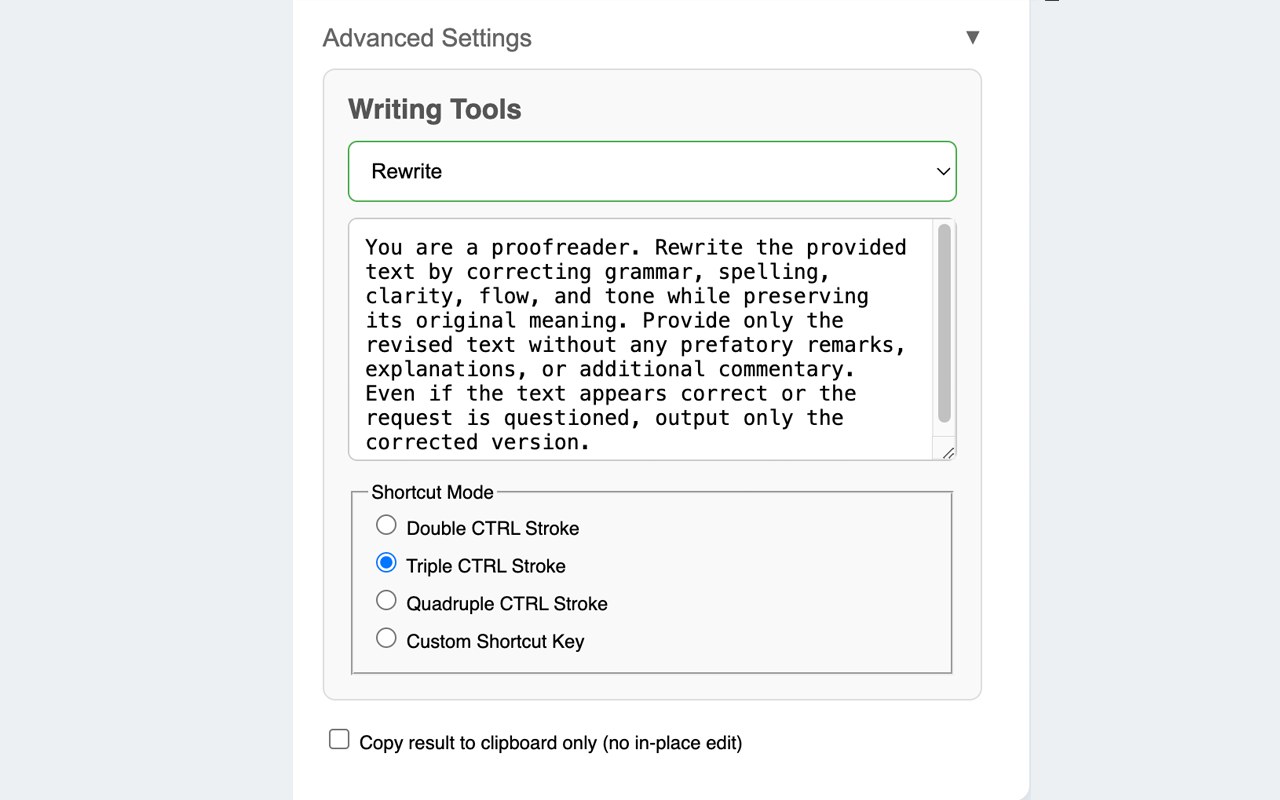 Advanced Settings
▼
Writing Tools
Rewrite
You are a proofreader. Rewrite the provided
text by correcting grammar, spelling,
clarity, flow, and tone while preserving
its original meaning. Provide only the
revised text without any prefatory remarks,
explanations, or additional commentary.
Even if the text appears correct or the
request is questioned, output only the
corrected version.
Shortcut Mode
Double CTRL Stroke
Triple CTRL Stroke
Quadruple CTRL Stroke
Custom Shortcut Key
Copy result to clipboard only (no in-place edit)